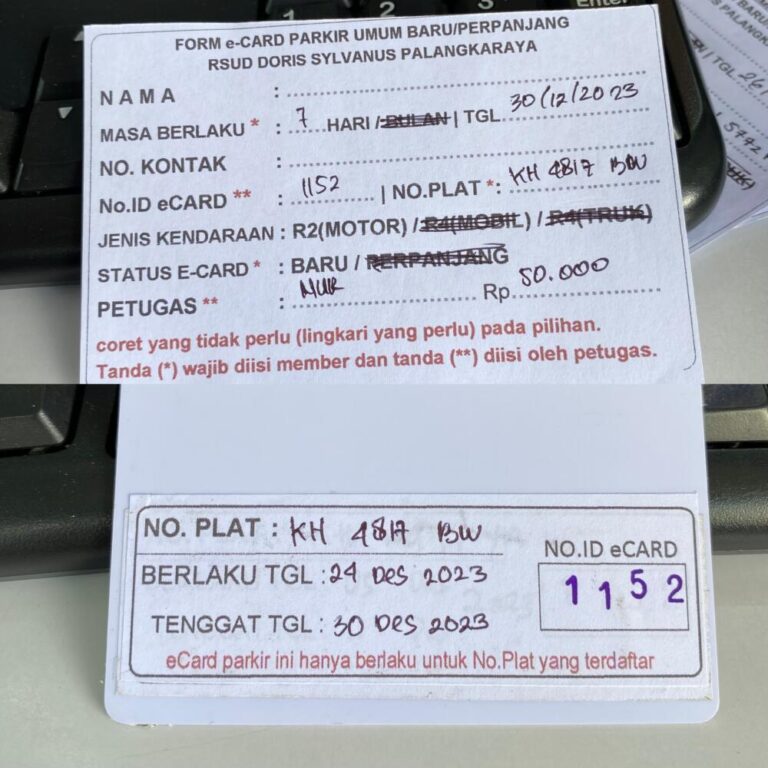 FORM e-CARD PARKIR UMUM BARU/PERPANJANG
RSUD DORIS SYLVANUS PALANGKARAYA
N A M A :
MASA BERLAKU * : 7 HARI / BULAN | TGL 30/12/2023
NO. KONTAK :
No.ID eCARD ** : 1152 | NO.PLAT *: KH 4817 BW
JENIS KENDARAAN : R2(MOTOR) / R4(MOBIL) / R4(TRUK)
STATUS E-CARD * : BARU / PERPANJANG
PETUGAS ** : NUR Rp. 50.000
coret yang tidak perlu (lingkari yang perlu) pada pilihan.
Tanda (*) wajib diisi member dan tanda (**) diisi oleh petugas.
NO. PLAT : KH 4817 BW
BERLAKU TGL : 24 DES 2023
TENGGAT TGL : 30 DES 2023
NO.ID eCARD
1 1 5 2
eCard parkir ini hanya berlaku untuk No.Plat yang terdaftar